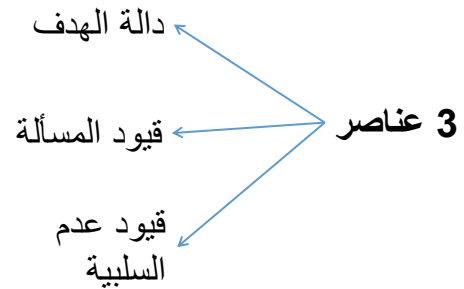 3 عناصر
دالة الهدف
قيود المسألة
قيود عدم
السلبية